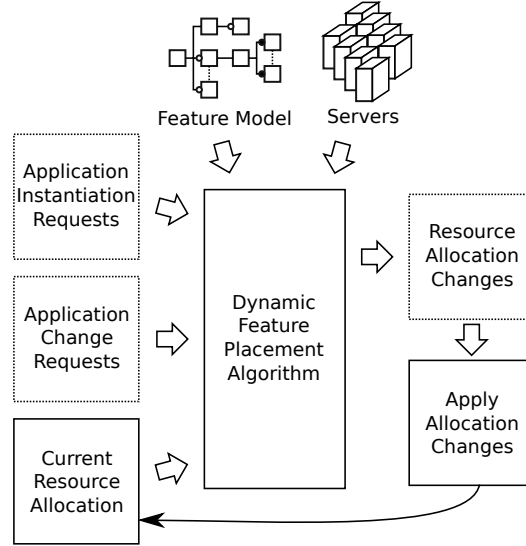 Feature Model
Servers
Application
Instantiation
Requests
Application
Change
Requests
Current
Resource
Allocation
Dynamic
Feature
Placement
Algorithm
Resource
Allocation
Changes
Apply
Allocation
Changes